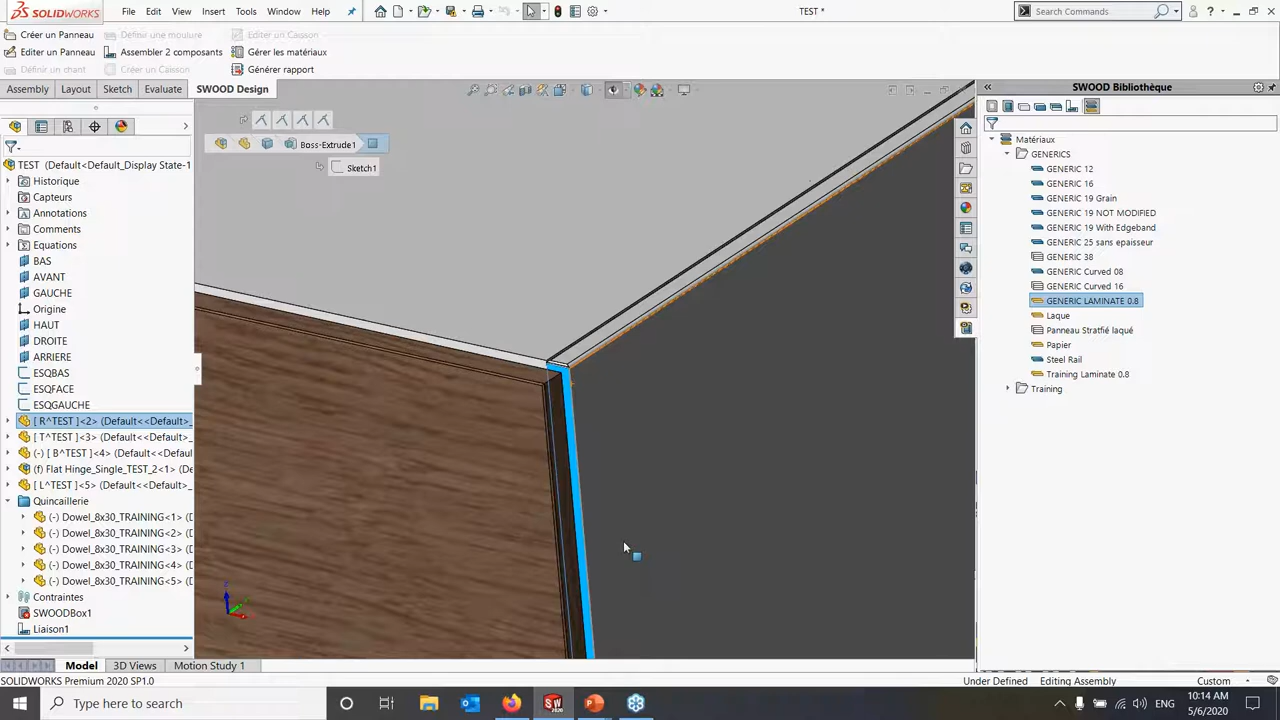 SOLIDWORKS File Edit View Insert Tools Window Help TEST * Search Commands
Créer un Panneau Définir une moulure Editer un Caisson
Editer un Panneau Assembler 2 composants Gérer les matériaux
Définir un chant Créer un Caisson Générer rapport
Assembly Layout Sketch Evaluate SWOOD Design
SWOOD Bibliothèque
Boss-Extrude1
Sketch1
TEST (Default<Default_Display State-1
Historique
Capteurs
Annotations
Comments
Equations
BAS
AVANT
GAUCHE
Origine
HAUT
DROITE
ARRIERE
ESQBAS
ESQFACE
ESQGAUCHE
[ R^TEST ]<2> (Default<<Default>_
[ T^TEST ]<3> (Default<<Default>_
(-) [ B^TEST ]<4> (Default<<Default
(f) Flat Hinge_Single_TEST_2<1> (De
[ L^TEST ]<5> (Default<<Default>_
Quincaillerie
(-) Dowel_8x30_TRAINING<1> (D
(-) Dowel_8x30_TRAINING<2> (D
(-) Dowel_8x30_TRAINING<3> (D
(-) Dowel_8x30_TRAINING<4> (D
(-) Dowel_8x30_TRAINING<5> (D
Contraintes
SWOODBox1
Liaison1
Matériaux
GENERICS
GENERIC 12
GENERIC 16
GENERIC 19 Grain
GENERIC 19 NOT MODIFIED
GENERIC 19 With Edgeband
GENERIC 25 sans epaisseur
GENERIC 38
GENERIC Curved 08
GENERIC Curved 16
GENERIC LAMINATE 0.8
Laque
Panneau Stratfié laqué
Papier
Steel Rail
Training Laminate 0.8
Training
Model 3D Views Motion Study 1
SOLIDWORKS Premium 2020 SP1.0 Under Defined Editing Assembly Custom
Type here to search ENG 10:14 AM
5/6/2020